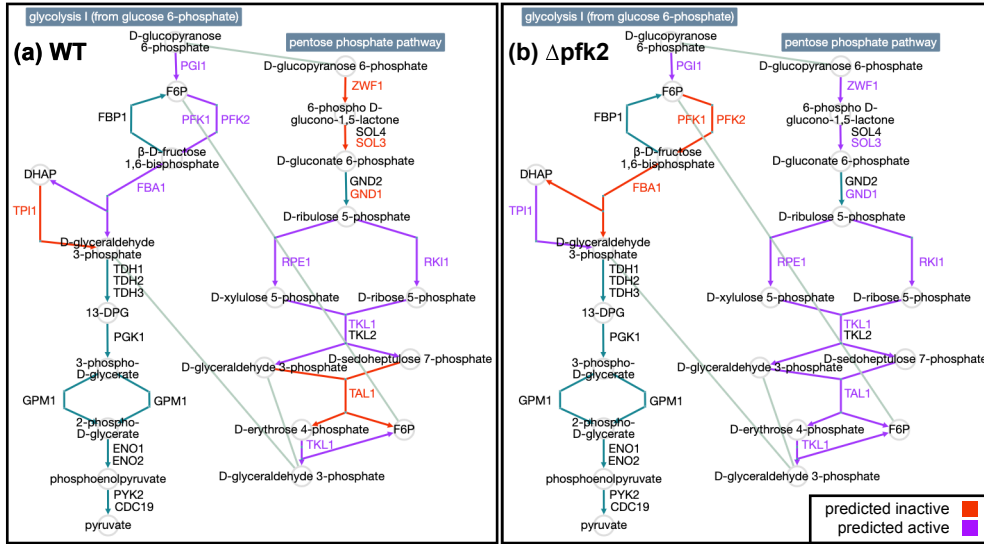 glycolysis I (from glucose 6-phosphate)
(a) WT
D-glucopyranose
6-phosphate
pentose phosphate pathway
PGI1
D-glucopyranose 6-phosphate
ZWF1
F6P
FBP1
PFK1
PFK2
6-phospho D-
glucono-1,5-lactone
SOL4
SOL3
β-D-fructose
1,6-bisphosphate
D-gluconate 6-phosphate
DHAP
FBA1
GND2
GND1
TPI1
D-ribulose 5-phosphate
D-glyceraldehyde
3-phosphate
TDH1
TDH2
TDH3
RPE1
RKI1
D-xylulose 5-phosphate
D-ribose 5-phosphate
13-DPG
TKL1
TKL2
PGK1
3-phospho-
D-glycerate
D-glyceraldehyde 3-phosphate
D-sedoheptulose 7-phosphate
GPM1
GPM1
TAL1
2-phospho-
D-glycerate
D-erythrose 4-phosphate
F6P
TKL1
ENO1
ENO2
phosphoenolpyruvate
D-glyceraldehyde 3-phosphate
PYK2
CDC19
pyruvate
glycolysis I (from glucose 6-phosphate)
(b) Δpfk2
D-glucopyranose
6-phosphate
pentose phosphate pathway
PGI1
D-glucopyranose 6-phosphate
ZWF1
F6P
FBP1
PFK1
PFK2
6-phospho D-
glucono-1,5-lactone
SOL4
SOL3
β-D-fructose
1,6-bisphosphate
D-gluconate 6-phosphate
DHAP
FBA1
GND2
GND1
TPI1
D-ribulose 5-phosphate
D-glyceraldehyde
3-phosphate
TDH1
TDH2
TDH3
RPE1
RKI1
D-xylulose 5-phosphate
D-ribose 5-phosphate
13-DPG
TKL1
TKL2
PGK1
3-phospho-
D-glycerate
D-glyceraldehyde 3-phosphate
D-sedoheptulose 7-phosphate
GPM1
GPM1
TAL1
2-phospho-
D-glycerate
D-erythrose 4-phosphate
F6P
TKL1
ENO1
ENO2
phosphoenolpyruvate
D-glyceraldehyde 3-phosphate
PYK2
CDC19
pyruvate
predicted inactive
predicted active